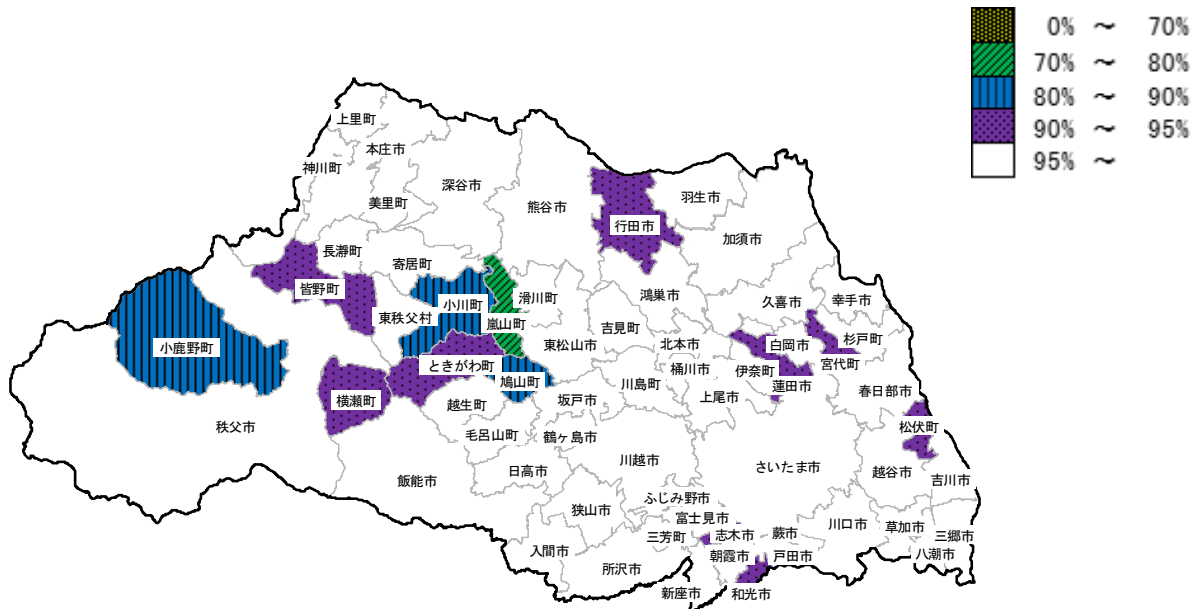 0% ～ 70%
70% ～ 80%
80% ～ 90%
90% ～ 95%
95% ～
上里町
本庄市
神川町
深谷市
羽生市
美里町
熊谷市
行田市
加須市
長瀞町
寄居町
皆野町
滑川町
鴻巣市
久喜市
幸手市
小川町
東秩父村
嵐山町
吉見町
杉戸町
小鹿野町
東松山市
北本市
白岡市
ときがわ町
宮代町
桶川市
伊奈町
鳩山町
川島町
蓮田市
春日部市
横瀬町
坂戸市
上尾市
越生町
秩父市
松伏町
毛呂山町
鶴ヶ島市
川越市
さいたま市
日高市
越谷市
飯能市
吉川市
ふじみ野市
狭山市
富士見市
川口市
草加市
三芳町
志木市
蕨市
三郷市
入間市
朝霞市
戸田市
八潮市
所沢市
新座市
和光市